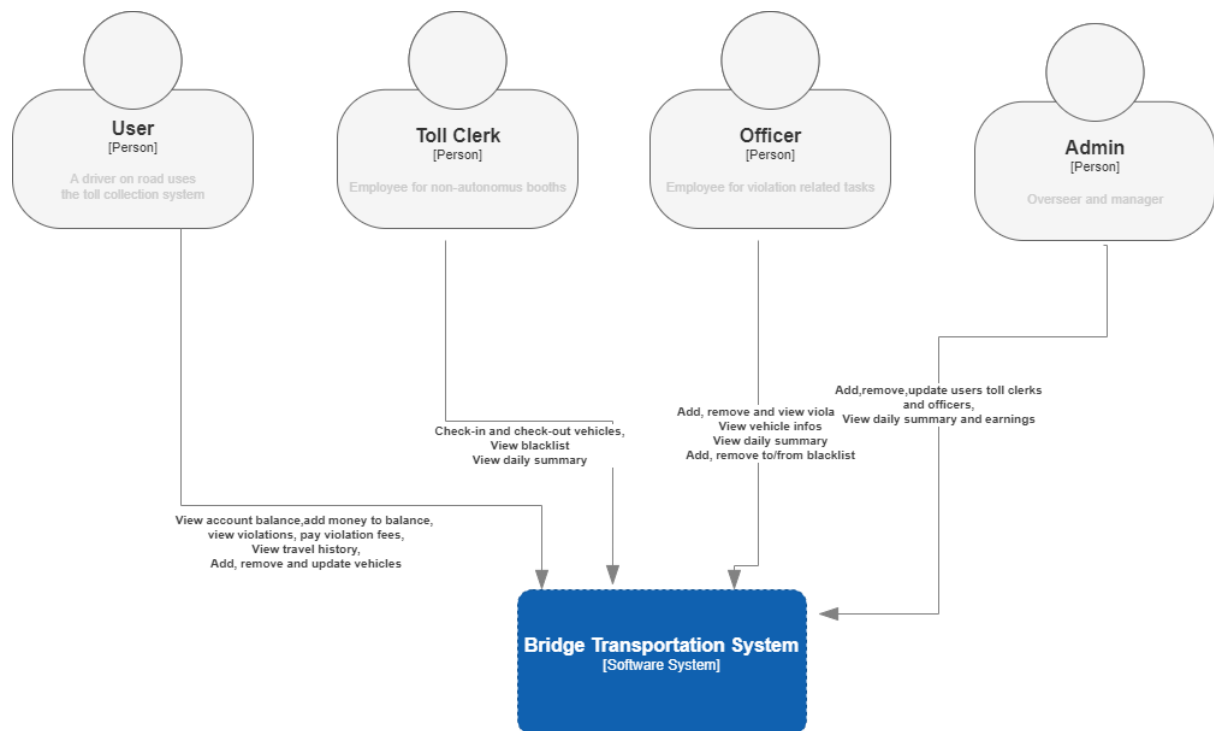 User
[Person]
A driver on road uses
the toll collection system
Toll Clerk
[Person]
Employee for non-autonomus booths
Officer
[Person]
Employee for violation related tasks
Admin
[Person]
Overseer and manager
View account balance,add money to balance,
view violations, pay violation fees,
View travel history,
Add, remove and update vehicles
Check-in and check-out vehicles,
View blacklist
View daily summary
Add, remove and view viola
View vehicle infos
View daily summary
Add, remove to/from blacklist
Add,remove,update users toll clerks
and officers,
View daily summary and earnings
Bridge Transportation System
[Software System]